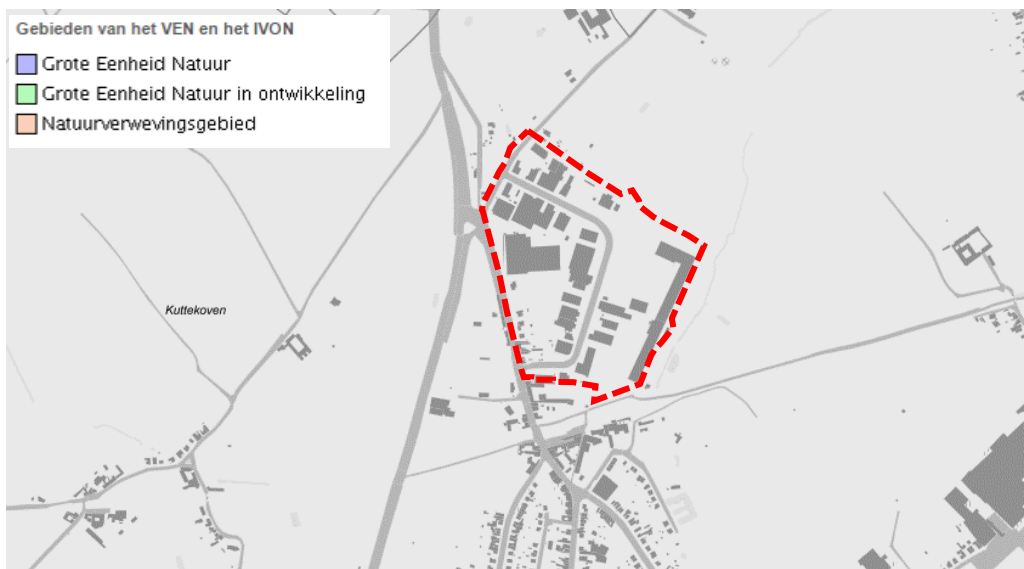 Gebieden van het VEN en het IVON
Grote Eenheid Natuur
Grote Eenheid Natuur in ontwikkeling
Natuurverwevingsgebied
Kuttekoven